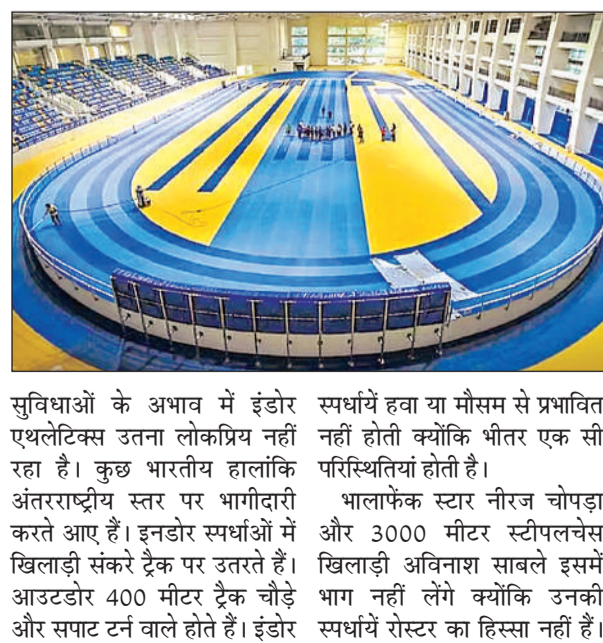 सुविधाओं के अभाव में इंडोर
एथलेटिक्स उतना लोकप्रिय नहीं
रहा है। कुछ भारतीय हालांकि
अंतरराष्ट्रीय स्तर पर भागीदारी
करते आए हैं। इनडोर स्पर्धाओं में
खिलाड़ी संकरे ट्रैक पर उतरते हैं।
आउटडोर 400 मीटर ट्रैक चौड़े
और सपाट टर्न वाले होते हैं। इंडोर
स्पर्धायें हवा या मौसम से प्रभावित
नहीं होती क्योंकि भीतर एक सी
परिस्थितियां होती है।
भालाफेंक स्टार नीरज चोपड़ा
और 3000 मीटर स्टीपलचेस
खिलाड़ी अविनाश साबले इसमें
भाग नहीं लेंगे क्योंकि उनकी
स्पर्धायें रोस्टर का हिस्सा नहीं हैं।